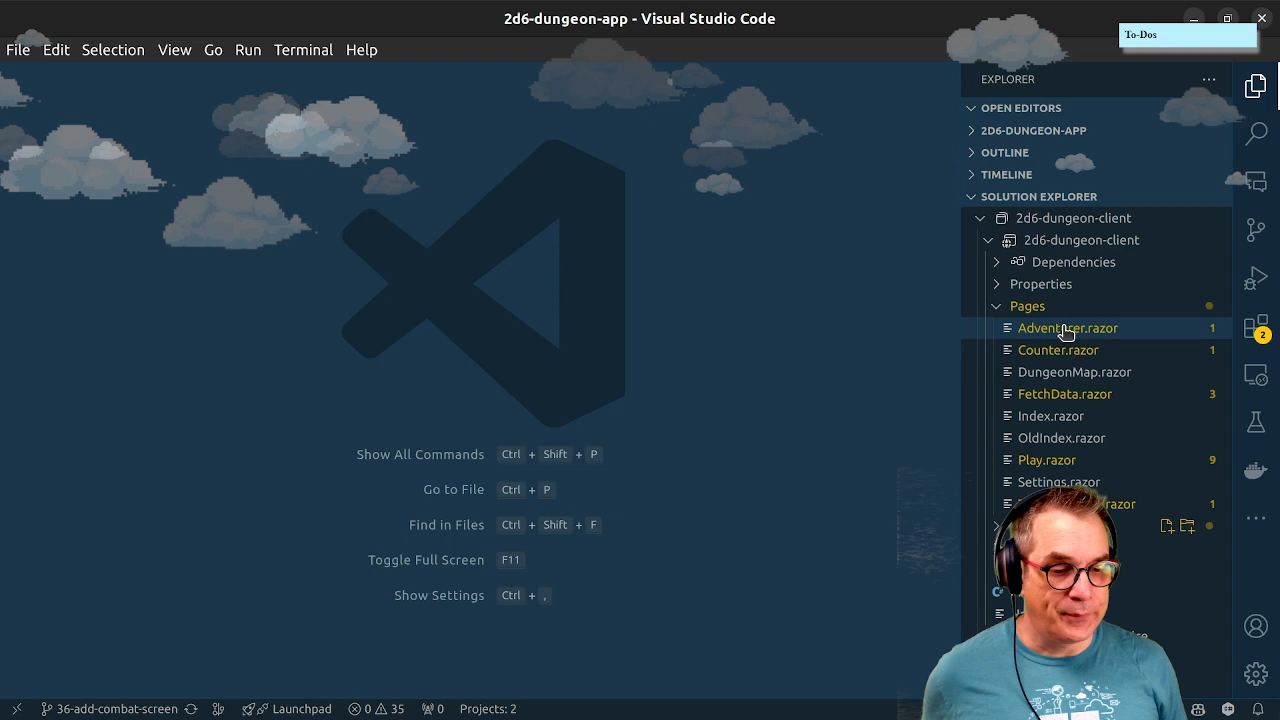 2d6-dungeon-app - Visual Studio Code
To-Dos
File Edit Selection View Go Run Terminal Help
EXPLORER
OPEN EDITORS
2D6-DUNGEON-APP
OUTLINE
TIMELINE
SOLUTION EXPLORER
2d6-dungeon-client
2d6-dungeon-client
Dependencies
Properties
Pages
Adventurer.razor 1
Counter.razor 1
DungeonMap.razor
FetchData.razor 3
Index.razor
OldIndex.razor
Play.razor 9
Settings.razor
razor 1
2
Show All Commands Ctrl + Shift + P
Go to File Ctrl + P
Find in Files Ctrl + Shift + F
Toggle Full Screen F11
Show Settings Ctrl + ,
36-add-combat-screen Launchpad 0 35 0 Projects: 2